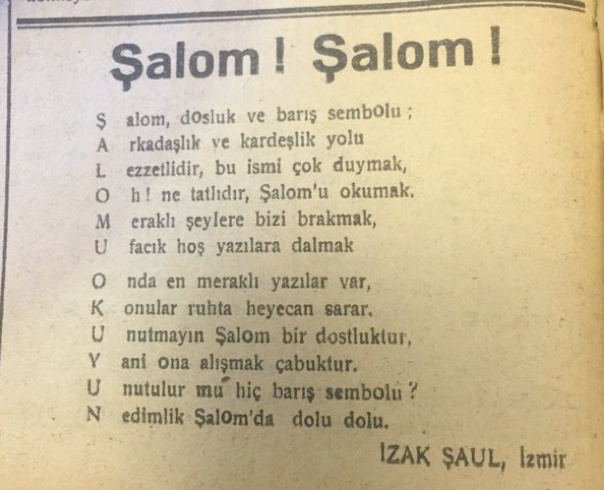 Şalom ! Şalom !
Ş alom, dosluk ve barış sembolu ;
A rkadaşlık ve kardeşlik yolu
L ezzetlidir, bu ismi çok duymak,
O h! ne tatlıdır, Şalom'u okumak.
M eraklı şeylere bizi brakmak,
U facık hoş yazılara dalmak
O nda en meraklı yazılar var,
K onular ruhta heyecan sarar.
U nutmayın Şalom bir dostluktur,
Y ani ona alışmak çabuktur.
U nutulur mu hiç barış sembolu ?
N edimlik Şalom'da dolu dolu.
İZAK ŞAUL, İzmir